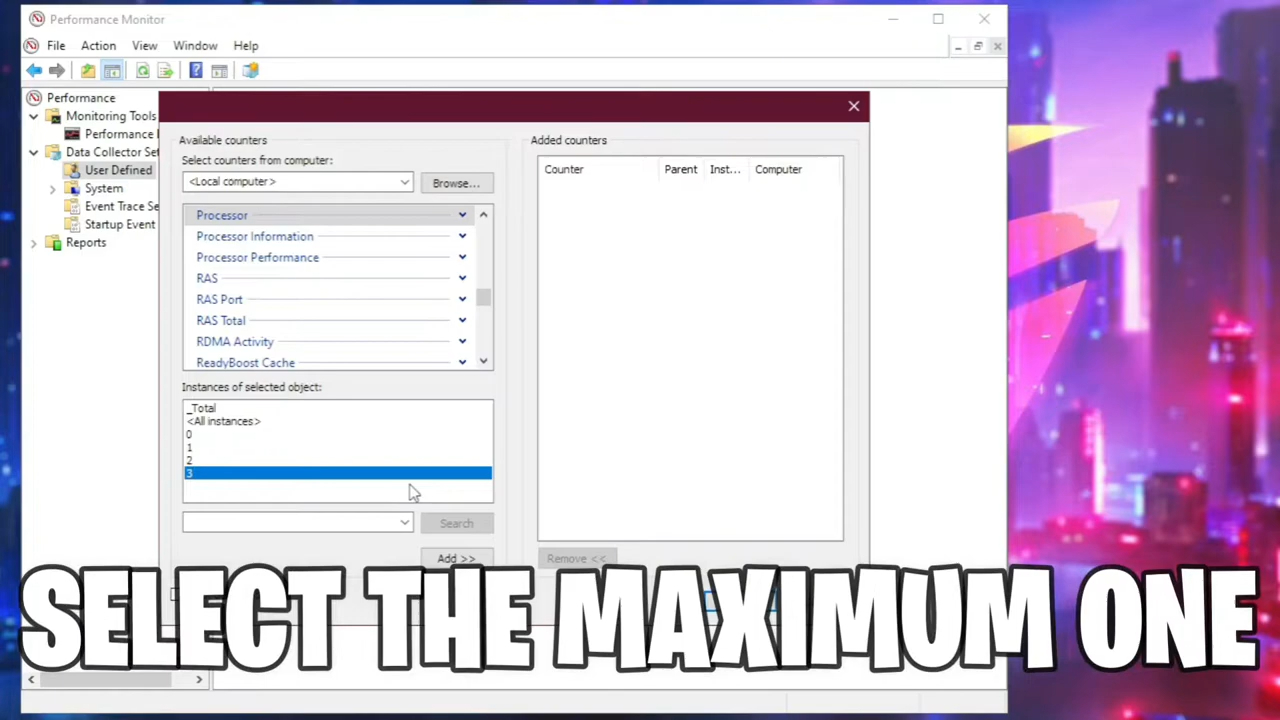 Performance Monitor
File Action View Window Help
Performance
Monitoring Tools
Performance
Data Collector Set
User Defined
System
Event Trace Se
Startup Event
Reports
Available counters
Select counters from computer:
<Local computer>
Browse...
Processor
Processor Information
Processor Performance
RAS
RAS Port
RAS Total
RDMA Activity
ReadyBoost Cache
Instances of selected object:
_Total
<All instances>
0
1
2
3
Search
Add >>
Added counters
Counter Parent Inst... Computer
Remove <<
SELECT THE MAXIMUM ONE